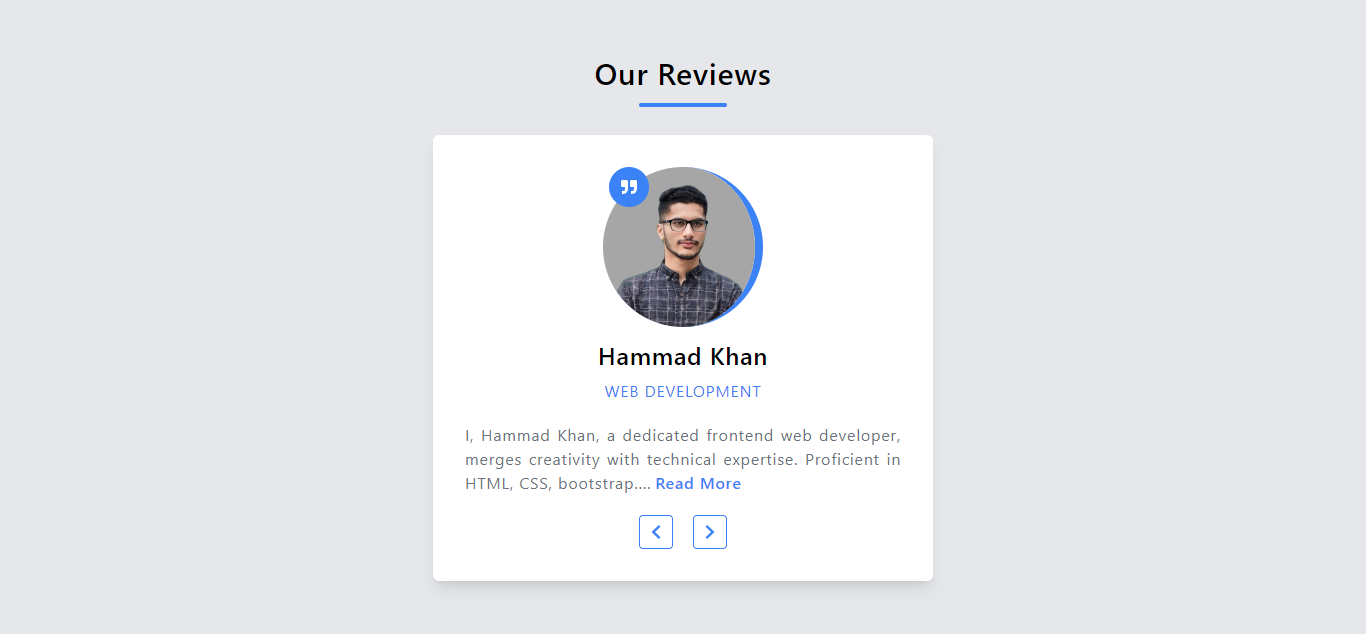 Our Reviews
Hammad Khan
WEB DEVELOPMENT
I, Hammad Khan, a dedicated frontend web developer,
merges creativity with technical expertise. Proficient in
HTML, CSS, bootstrap.... Read More